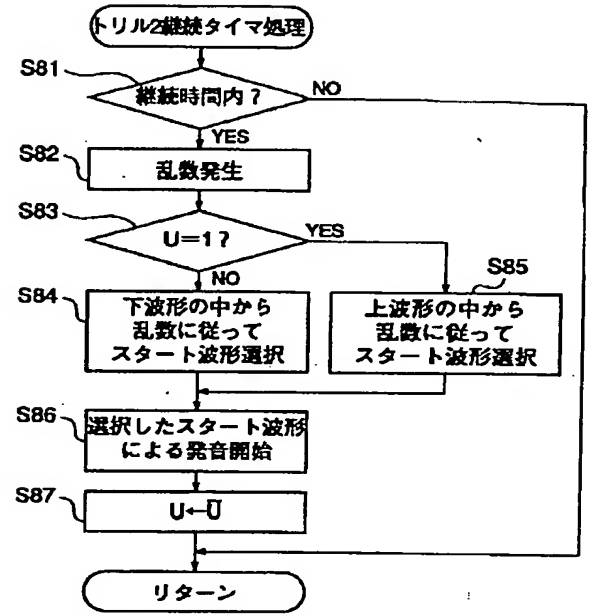 トリル2継続タイマ処理
S81
継続時間内?
NO
YES
S82
乱数発生
S83
U=1?
YES
NO
S84
下波形の中から
乱数に従って
スタート波形選択
S85
上波形の中から
乱数に従って
スタート波形選択
S86
選択したスタート波形
による発音開始
S87
U←U̅
リターン